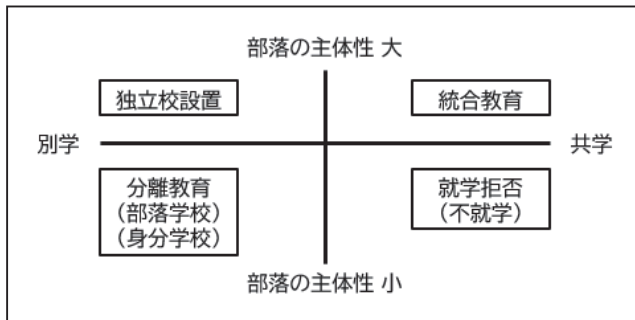 部落の主体性 大
独立校設置
統合教育
別学
共学
分離教育
（部落学校）
（身分学校）
就学拒否
（不就学）
部落の主体性 小